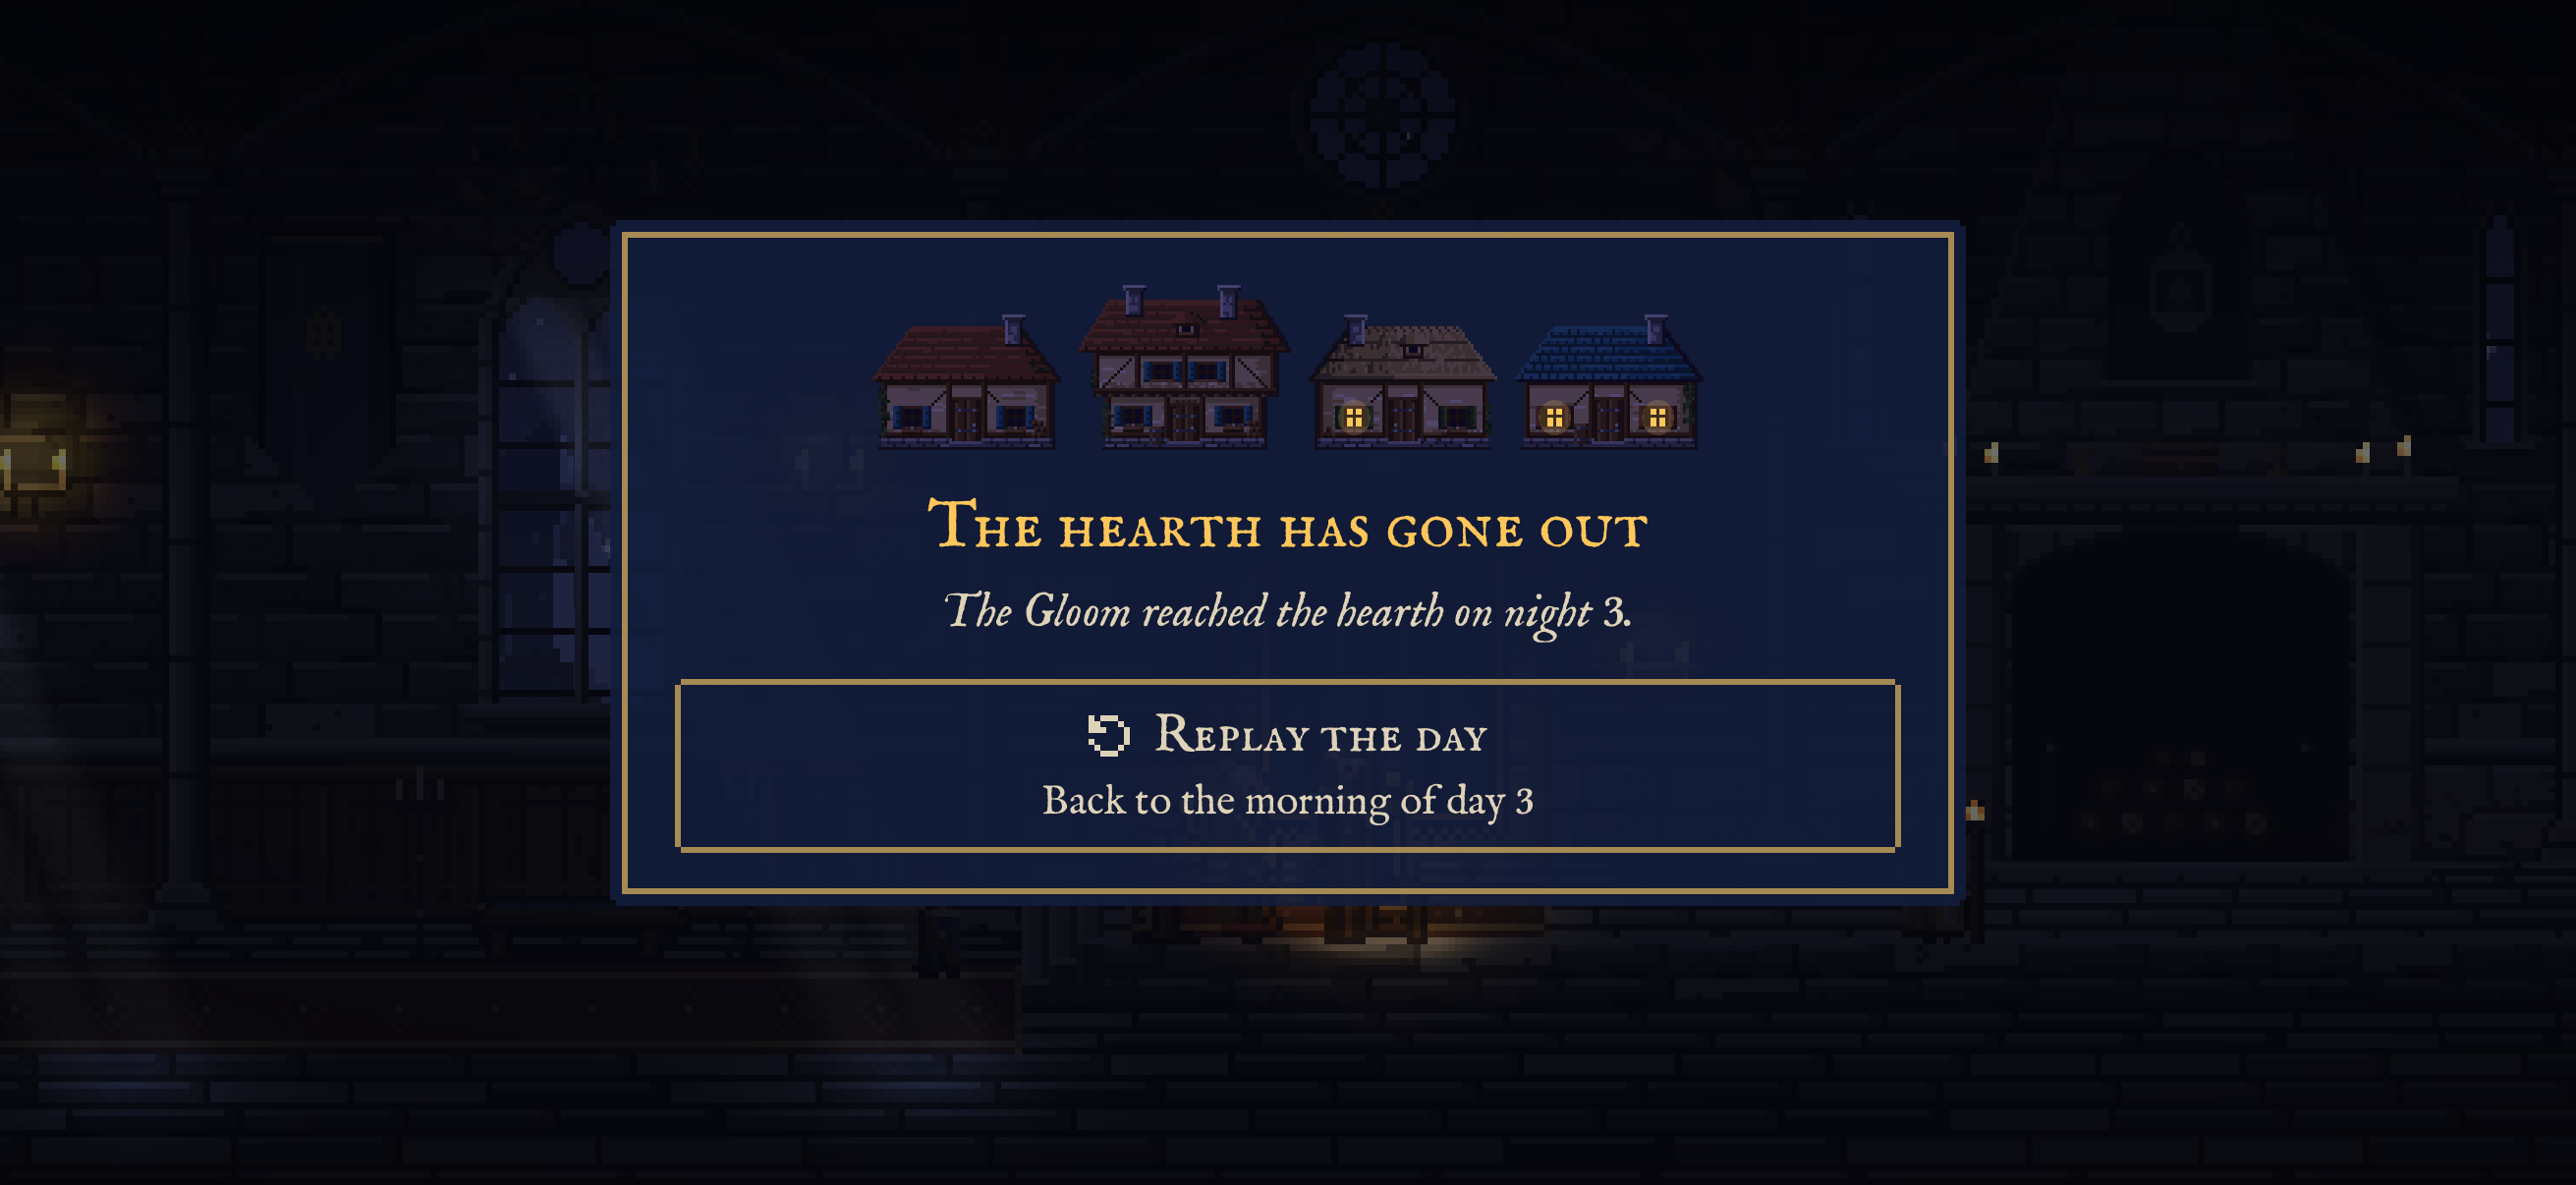 The hearth has gone out
The Gloom reached the hearth on night 3.
Replay the day
Back to the morning of day 3